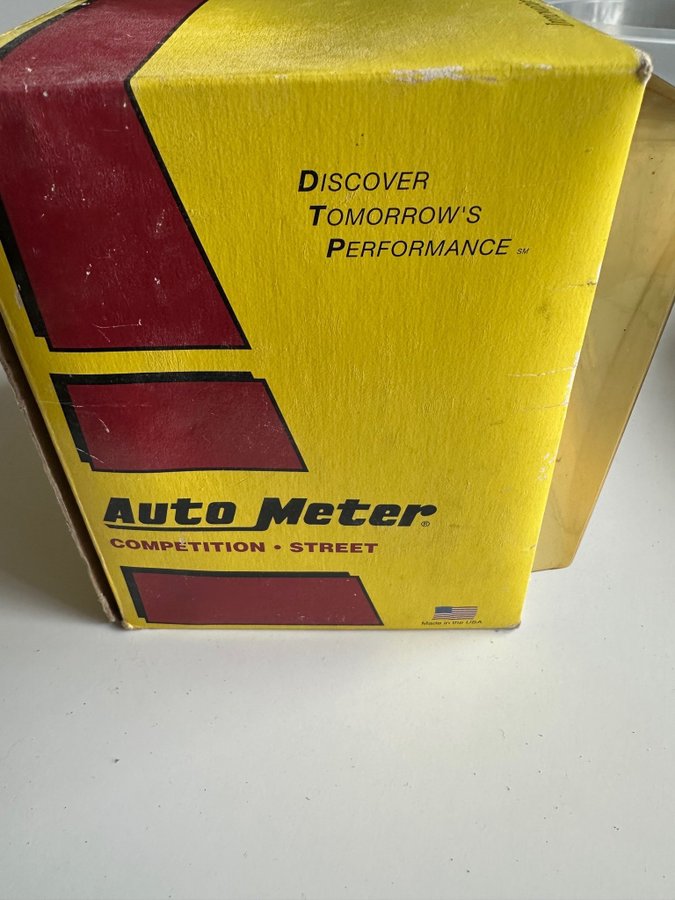 DISCOVER
TOMORROW'S
PERFORMANCE SM
Auto Meter®
COMPETITION • STREET
Made in the USA